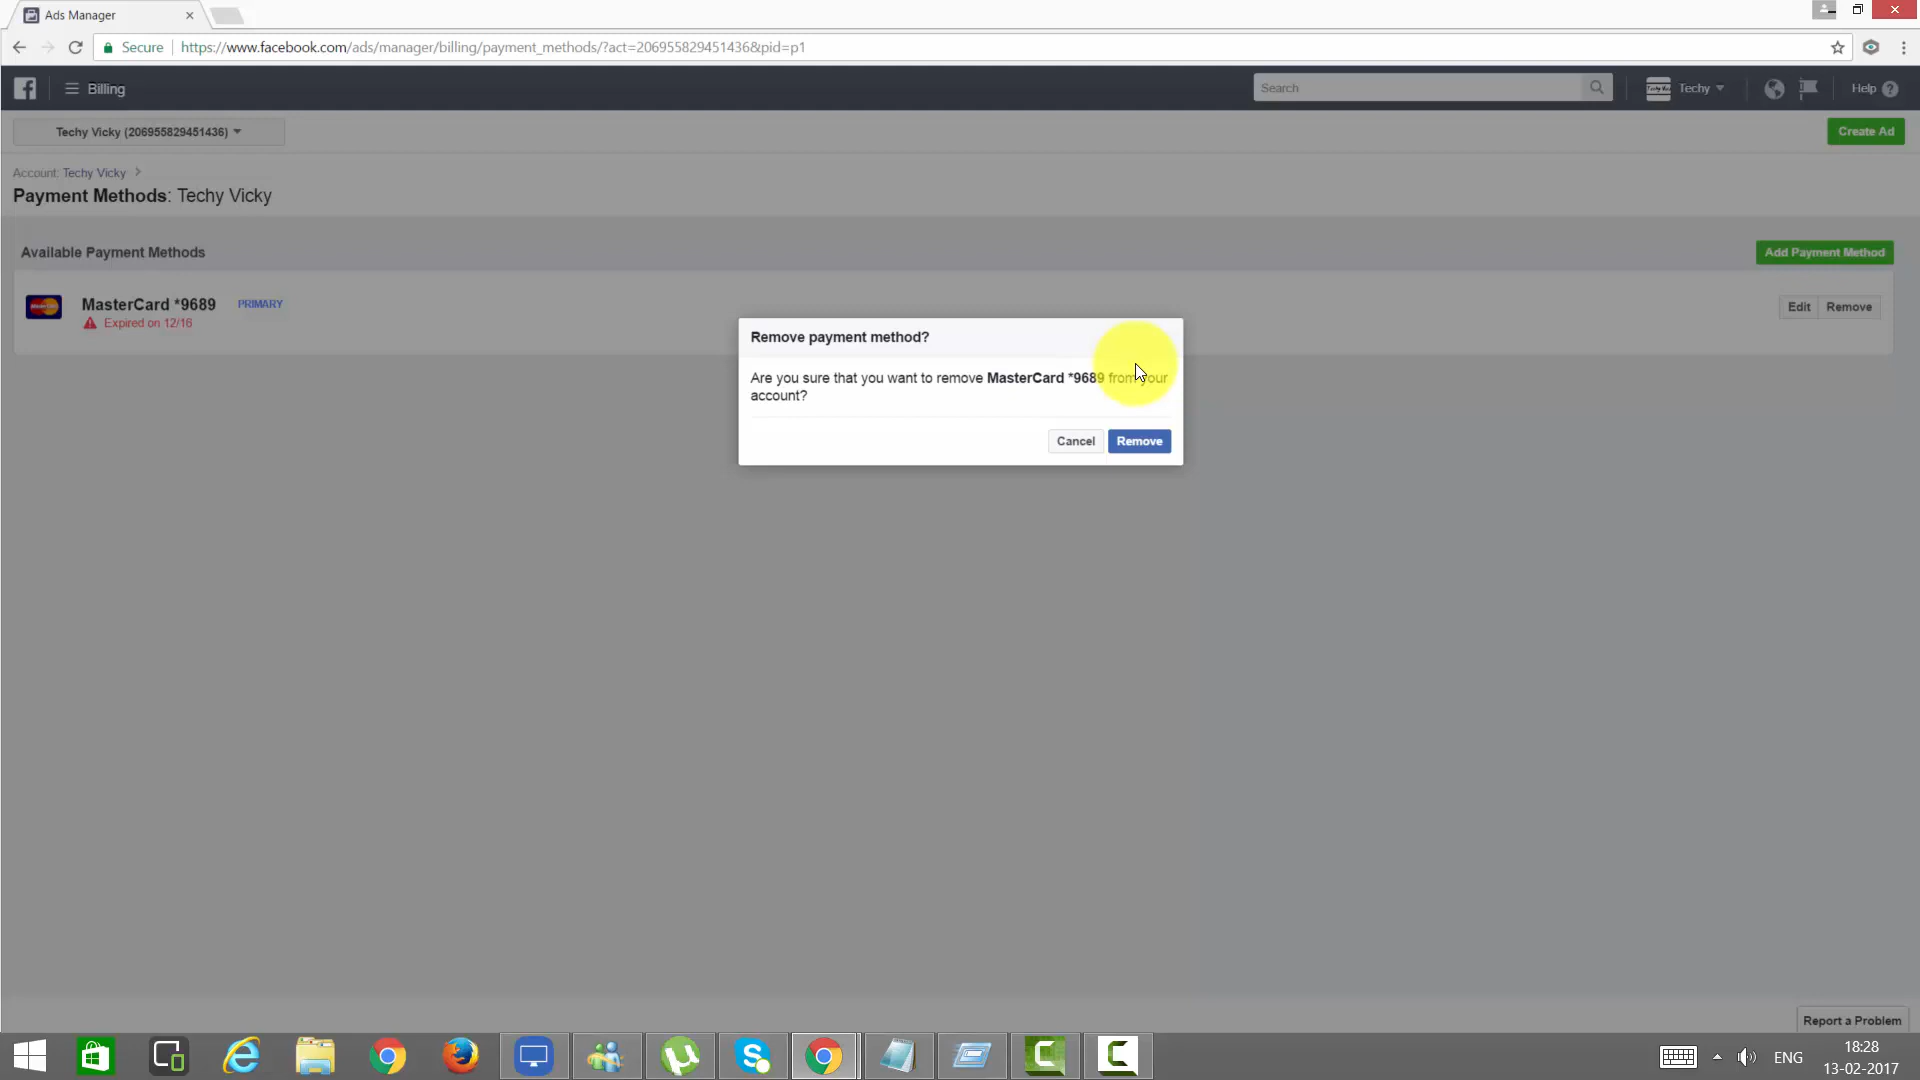 Ads Manager
Secure https://www.facebook.com/ads/manager/billing/payment_methods/?act=206955829451436&pid=p1
Billing
Search
Techy
Help
Techy Vicky (206955829451436)
Create Ad
Account: Techy Vicky
Payment Methods: Techy Vicky
Available Payment Methods
Add Payment Method
MasterCard *9689 PRIMARY
Expired on 12/16
Edit Remove
Remove payment method?
Are you sure that you want to remove MasterCard *9689 from your
account?
Cancel Remove
Report a Problem
ENG
18:28
13-02-2017